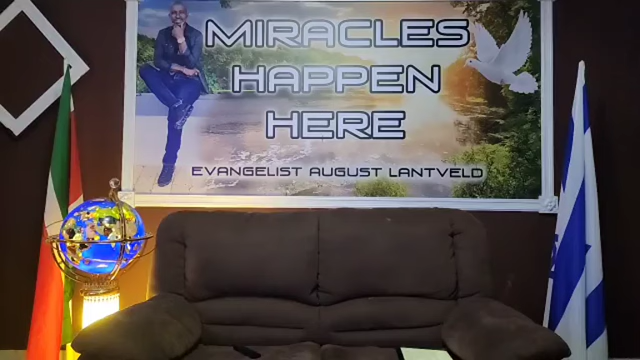 MIRACLES
HAPPEN
HERE
EVANGELIST AUGUST LANTVELD